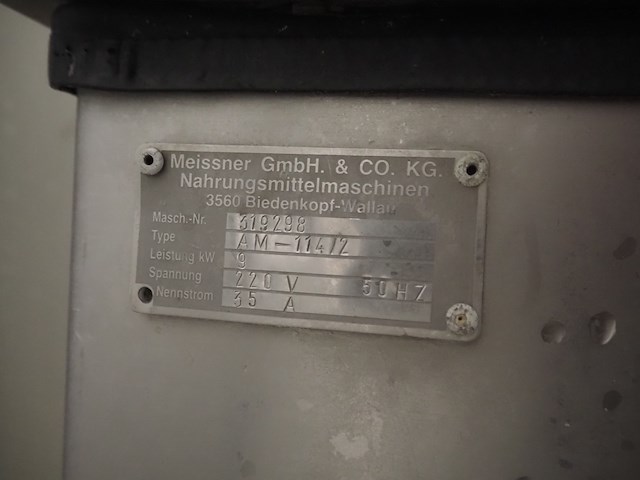 Meissner GmbH. & CO. KG.
Nahrungsmittelmaschinen
3560 Biedenkopf-Wallau
Masch.-Nr. 319298
Type AM-114/2
Leistung kW 9
Spannung 220 V 50 HZ
Nennstrom 35 A